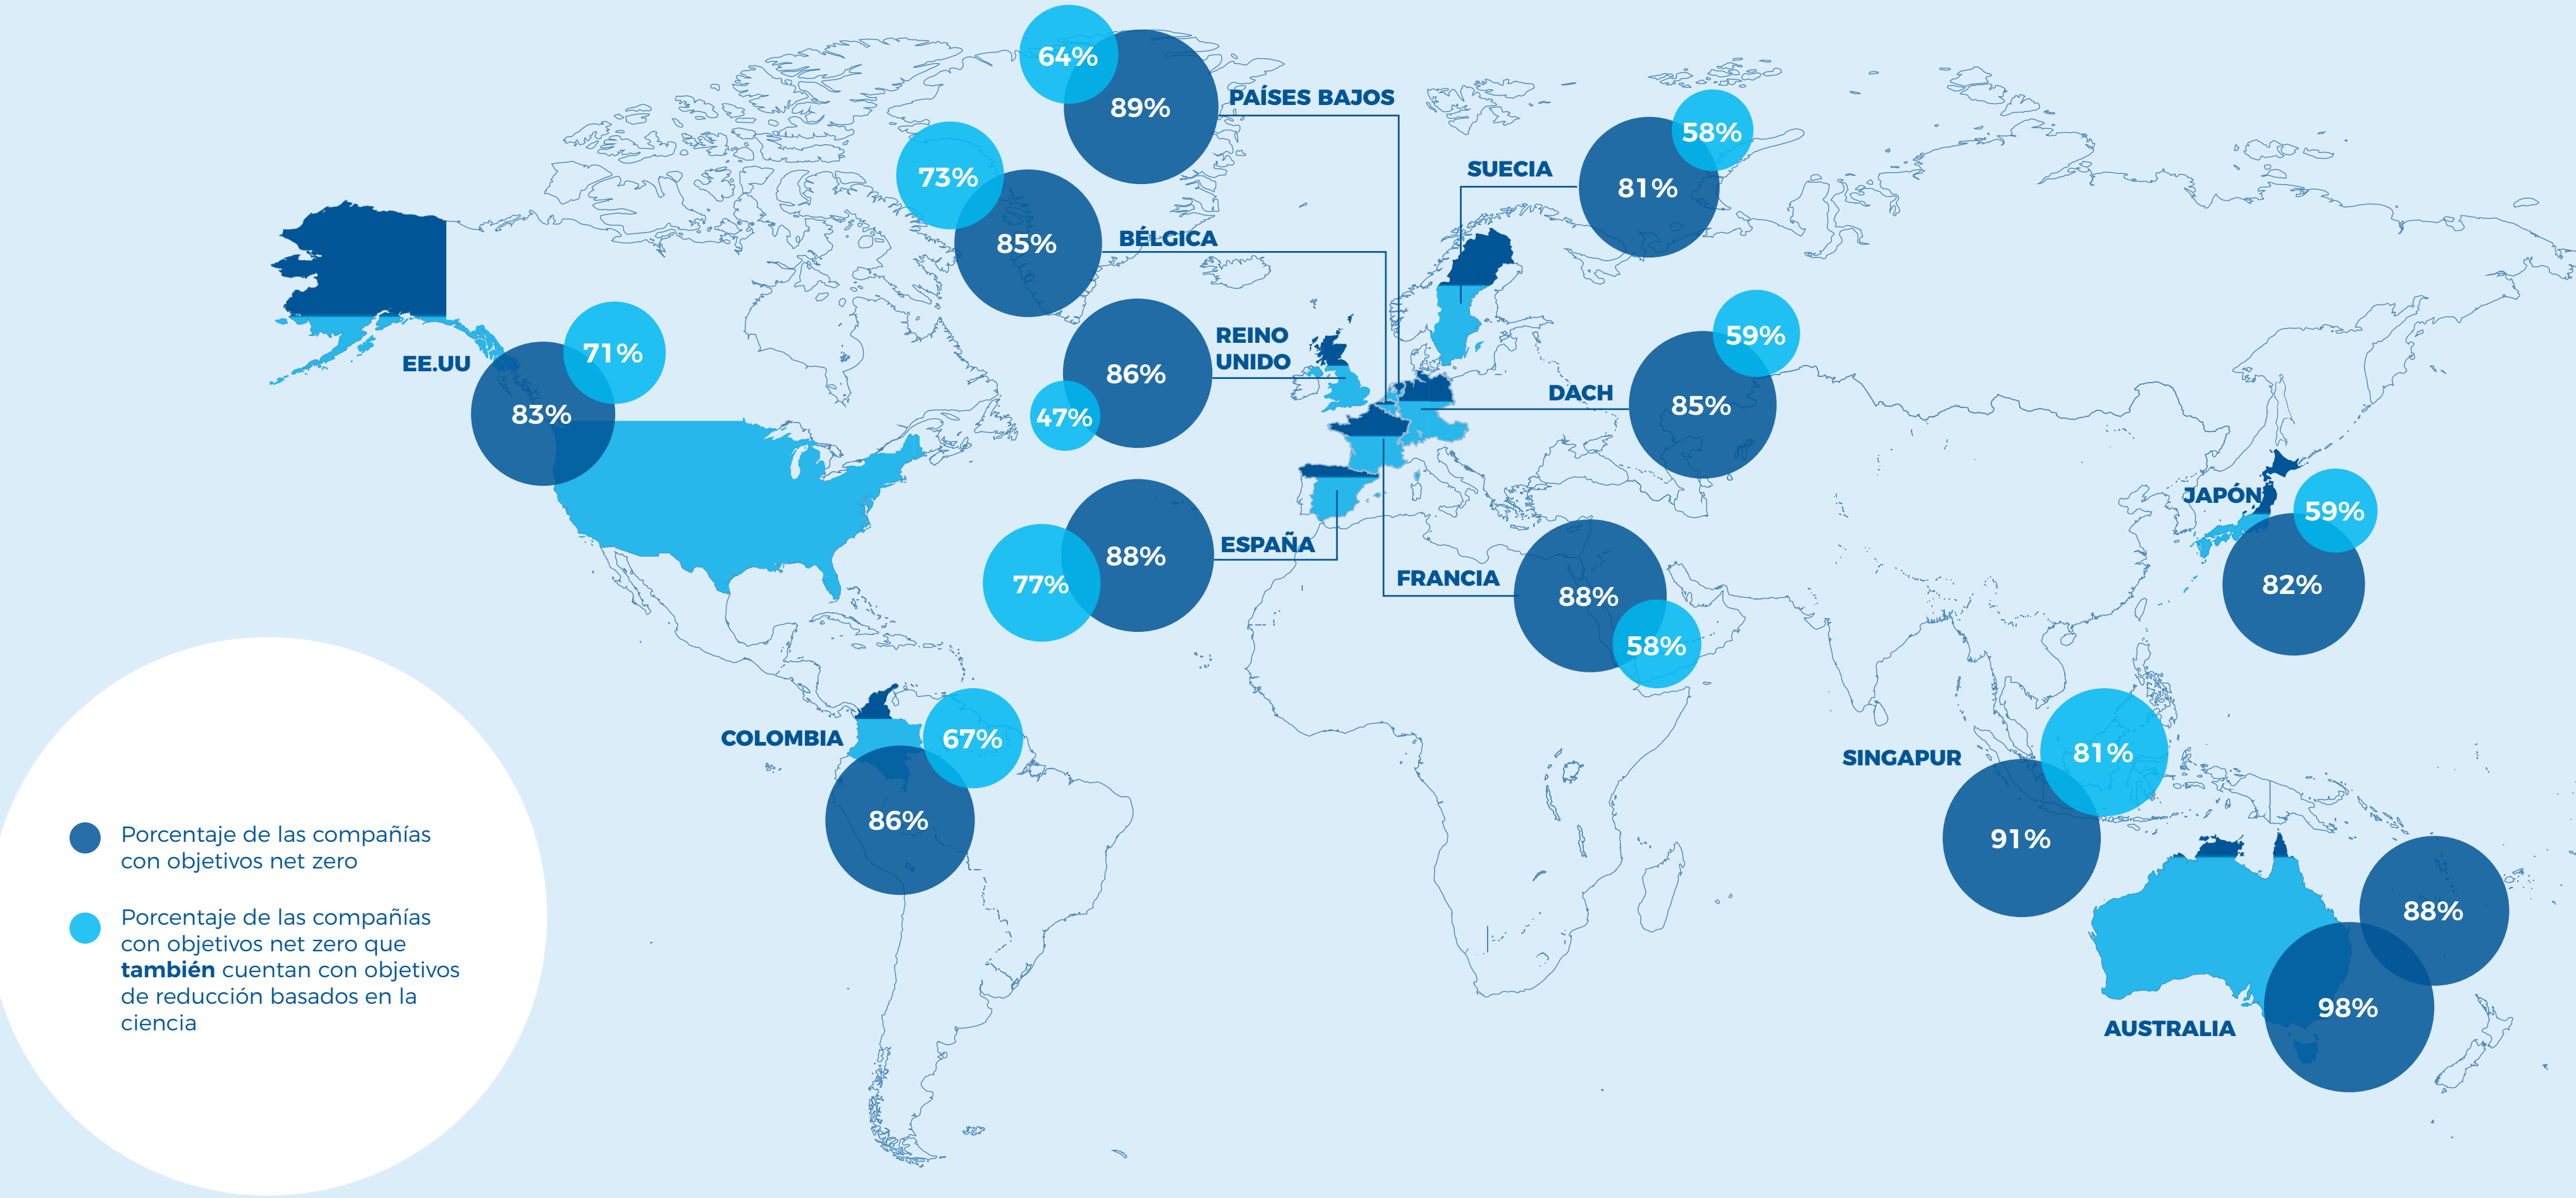 64%
89%
PAÍSES BAJOS
73%
85%
BÉLGICA
SUECIA
58%
81%
REINO
UNIDO
86%
47%
59%
DACH
85%
EE.UU
71%
83%
JAPÓN
59%
82%
ESPAÑA
88%
77%
FRANCIA
88%
58%
COLOMBIA
67%
86%
SINGAPUR
81%
91%
88%
98%
AUSTRALIA
Porcentaje de las compañías
con objetivos net zero
Porcentaje de las compañías
con objetivos net zero que
también cuentan con objetivos
de reducción basados en la
ciencia